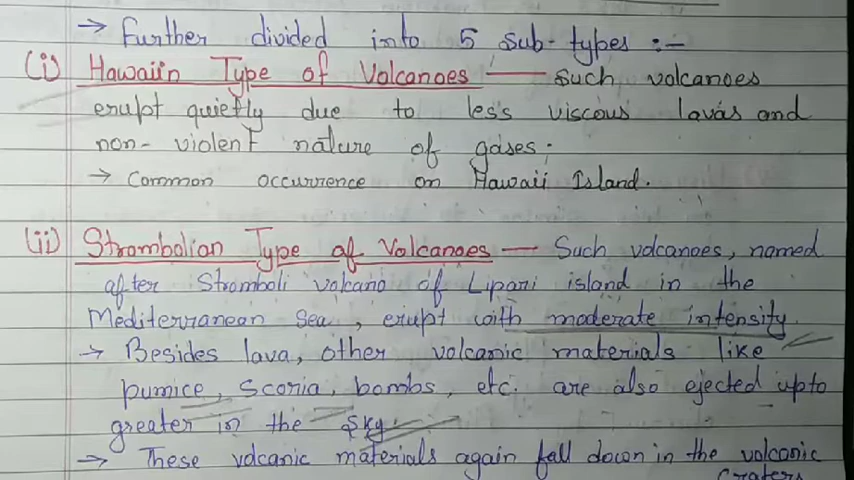 → Further divided into 5 sub-types :-
(i) Hawaiin Type of Volcanoes — Such volcanoes
erupt quietly due to less viscous lavas and
non-violent nature of gases.
→ Common occurrence on Hawaii Island.
(ii) Strombolian Type of Volcanoes — Such volcanoes, named
after Stromboli volcano of Lipari island in the
Mediterranean Sea, erupt with moderate intensity.
→ Besides lava, other volcanic materials like
pumice, Scoria, bombs, etc. are also ejected upto
greater in the sky.
→ These volcanic materials again fall down in the volcanic
craters